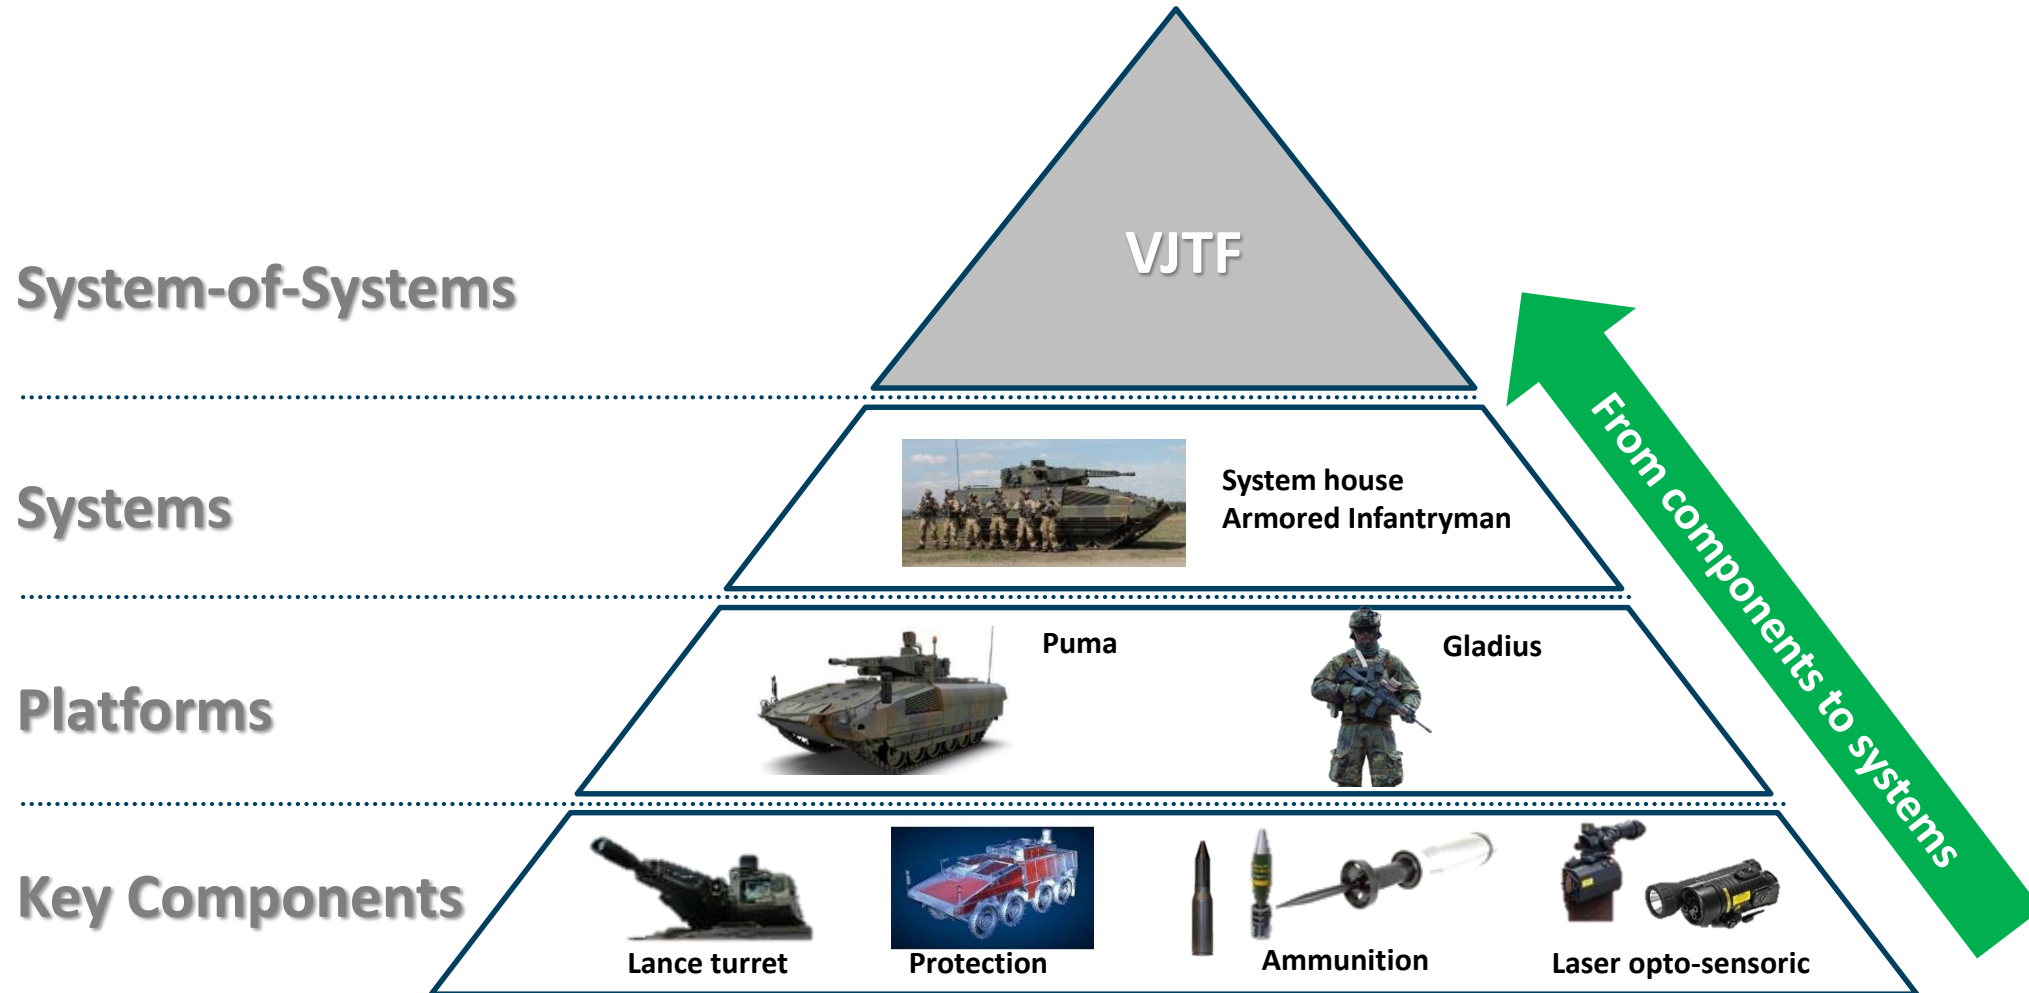 VJTF
System-of-Systems
From components to systems
System house
Armored Infantryman
Systems
Puma
Gladius
Platforms
Key Components
Lance turret
Protection
Ammunition
Laser opto-sensoric